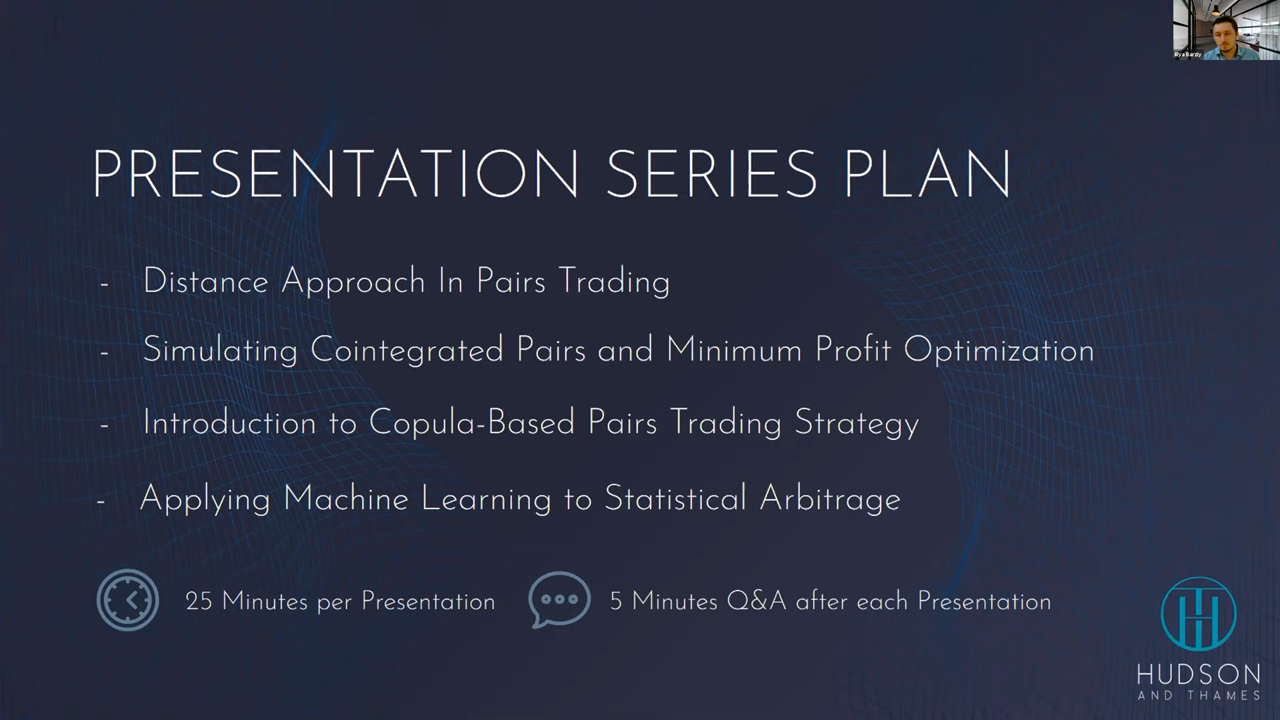 PRESENTATION SERIES PLAN
- Distance Approach In Pairs Trading
- Simulating Cointegrated Pairs and Minimum Profit Optimization
- Introduction to Copula-Based Pairs Trading Strategy
- Applying Machine Learning to Statistical Arbitrage
25 Minutes per Presentation
5 Minutes Q&A after each Presentation
HUDSON
AND THAMES